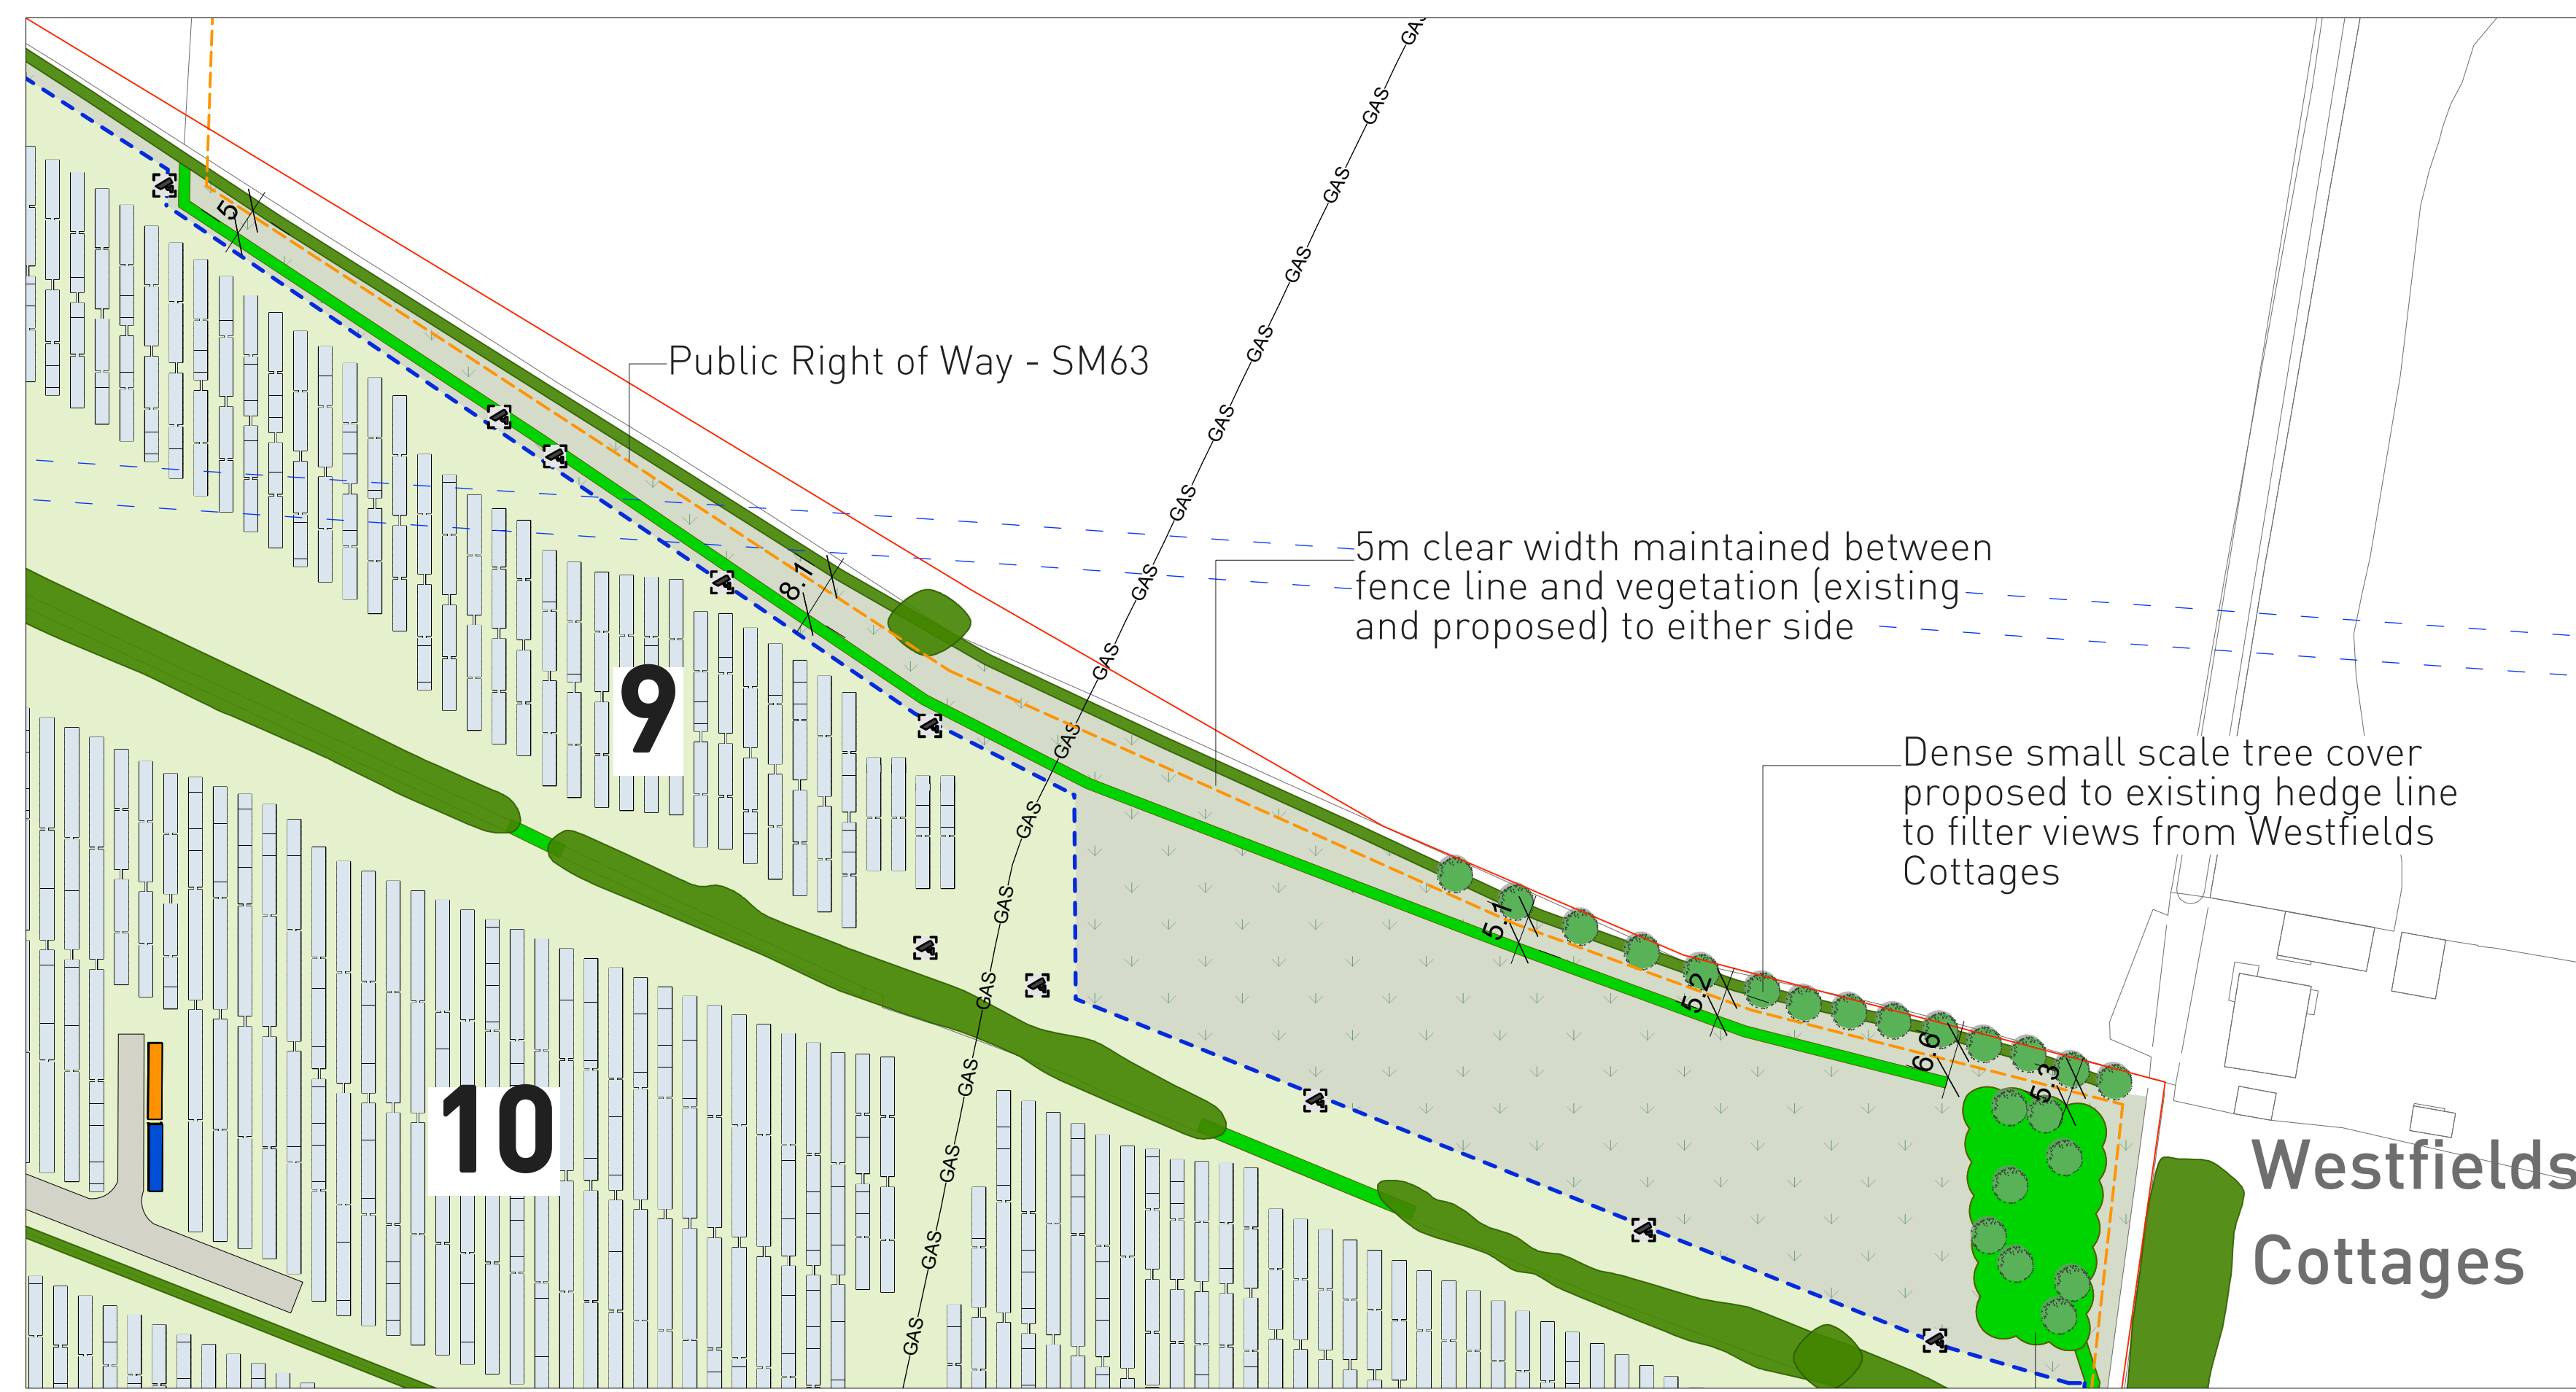 GAS
GAS
GAS
GAS
5
GAS
Public Right of Way - SM63
GAS
GAS
5m clear width maintained between
fence line and vegetation (existing
and proposed) to either side
8.1
GAS
GAS
9
GAS
Dense small scale tree cover
proposed to existing hedge line
to filter views from Westfields
Cottages
GAS
GAS
5.1
5.2
GAS
6.6
5.3
GAS
10
GAS
Westfields
Cottages
GAS
GAS